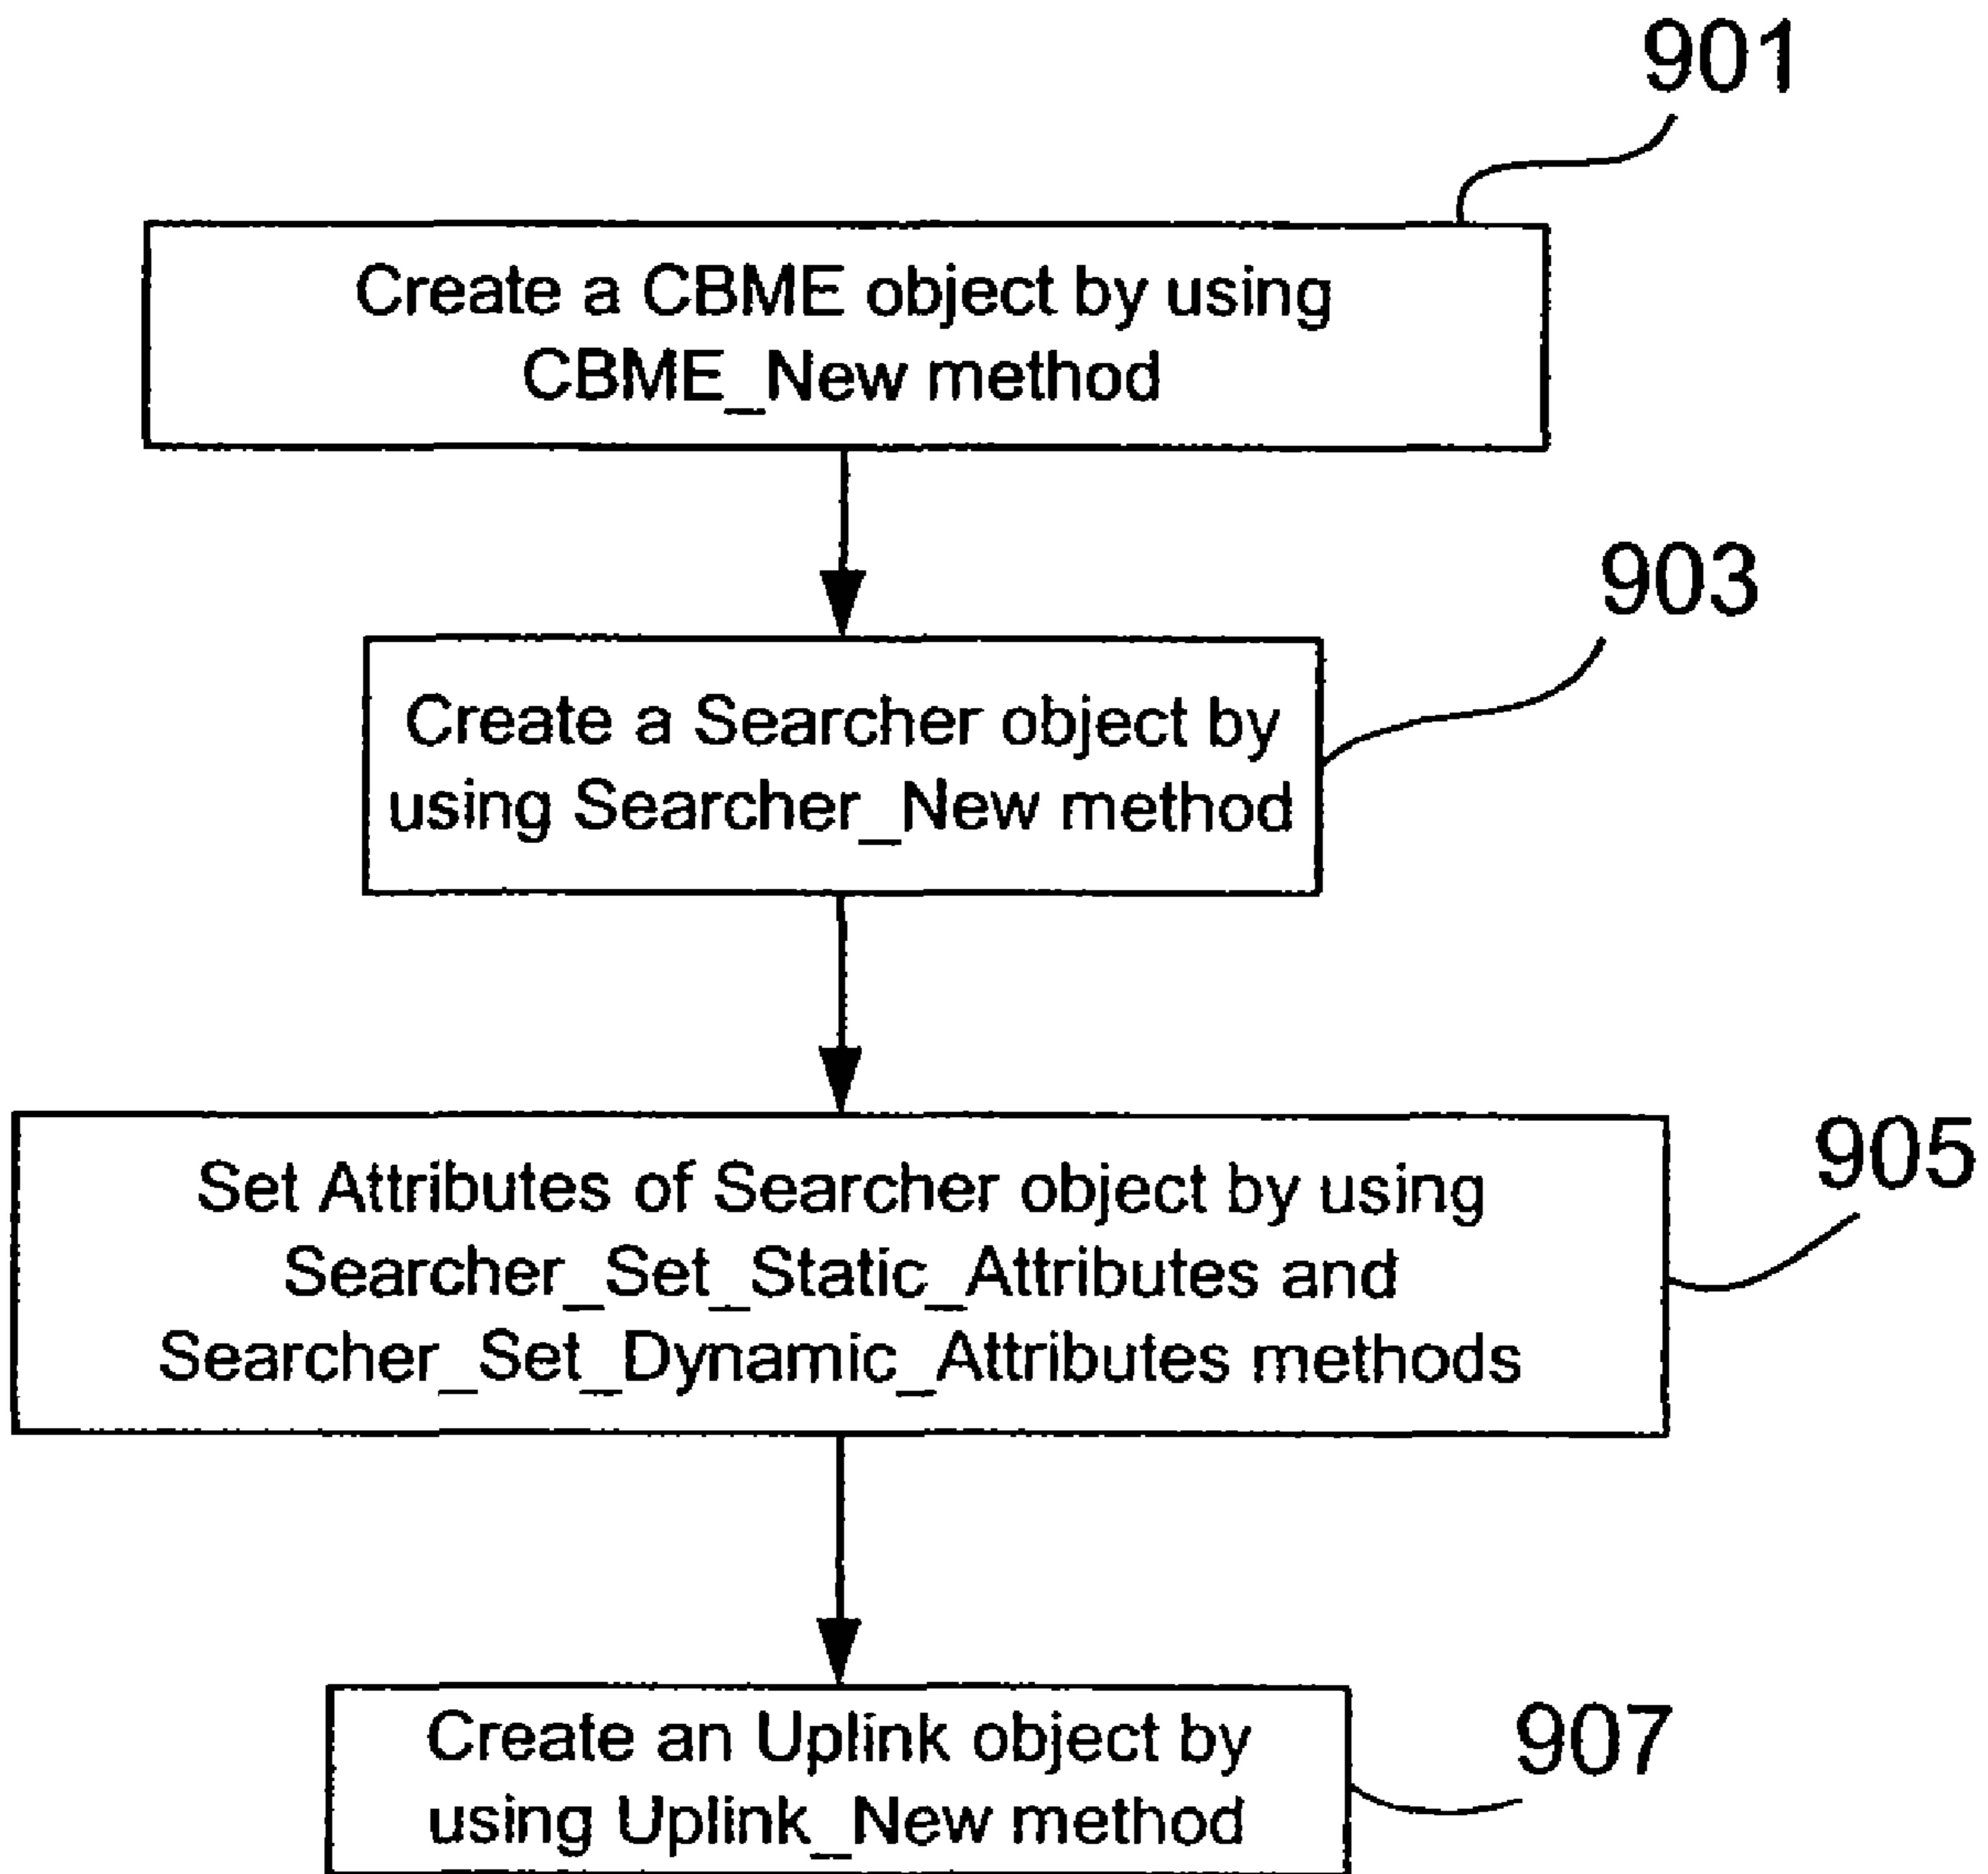 901
Create a CBME object by using
CBME_New method
903
Create a Searcher object by
using Searcher_New method
905
Set Attributes of Searcher object by using
Searcher_Set_Static_Attributes and
Searcher_Set_Dynamic_Attributes methods
907
Create an Uplink object by
using Uplink_New method